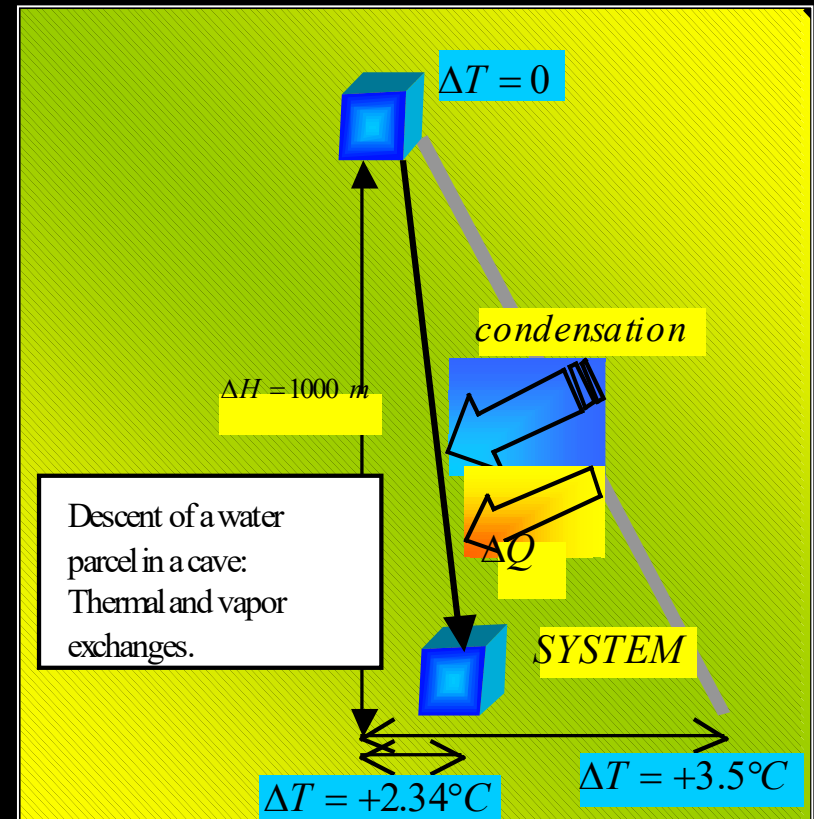 ΔT = 0
condensation
ΔH = 1000 m
Descent of a water
parcel in a cave:
Thermal and vapor
exchanges.
ΔQ
SYSTEM
ΔT = +3.5°C
ΔT = +2.34°C